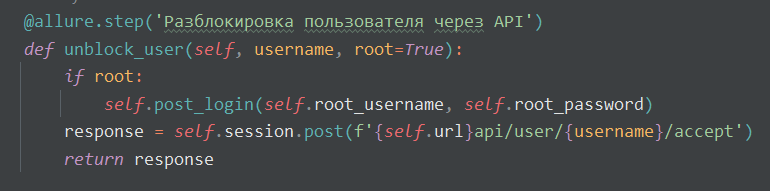 @allure.step('Разблокировка пользователя через API')
def unblock_user(self, username, root=True):
    if root:
        self.post_login(self.root_username, self.root_password)
    response = self.session.post(f'{self.url}api/user/{username}/accept')
    return response